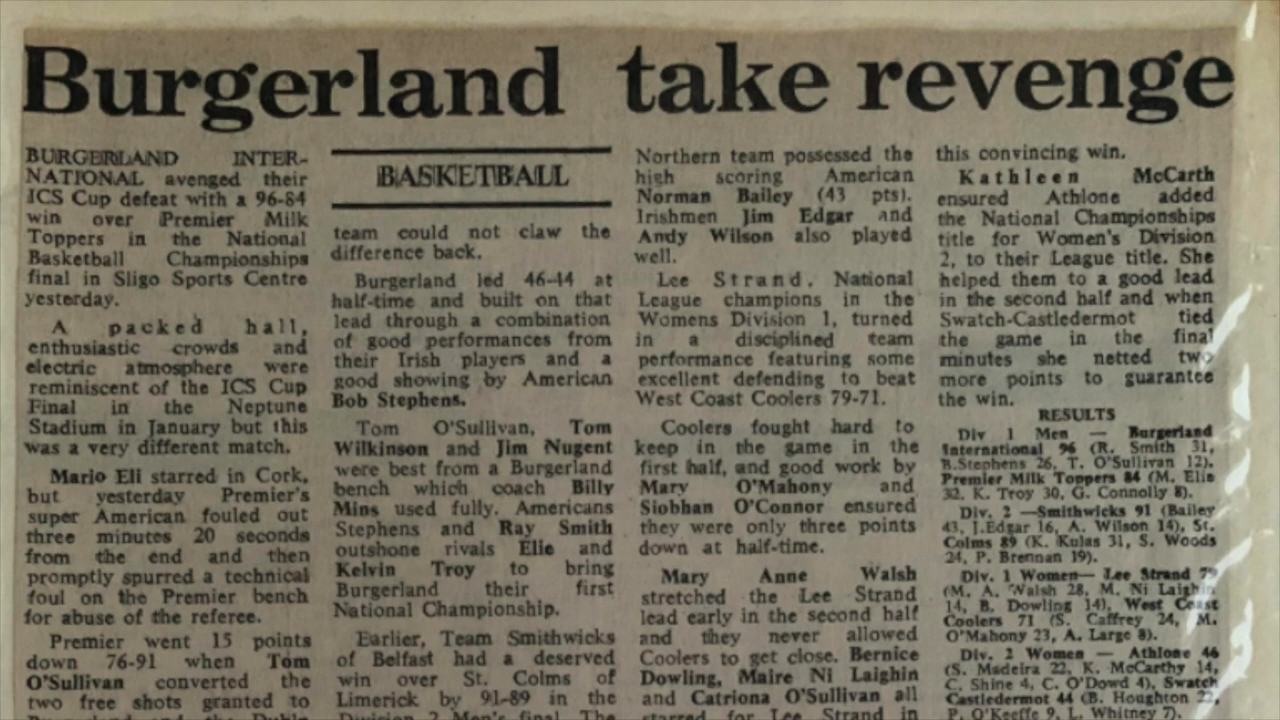 Burgerland take revenge
BURGERLAND INTER-
NATIONAL avenged their
ICS Cup defeat with a 96-84
win over Premier Milk
Toppers in the National
Basketball Championships
final in Sligo Sports Centre
yesterday.
A packed hall,
enthusiastic crowds and
electric atmosphere were
reminiscent of the ICS Cup
Final in the Neptune
Stadium in January but this
was a very different match.
Mario Eli starred in Cork,
but yesterday Premier's
super American fouled out
three minutes 20 seconds
from the end and then
promptly spurred a technical
foul on the Premier bench
for abuse of the referee.
Premier went 15 points
down 76-91 when Tom
O'Sullivan converted the
two free shots granted to
BASKETBALL
team could not claw the
difference back.
Burgerland led 46-44 at
half-time and built on that
lead through a combination
of good performances from
their Irish players and a
good showing by American
Bob Stephens.
Tom O'Sullivan, Tom
Wilkinson and Jim Nugent
were best from a Burgerland
bench which coach Billy
Mins used fully. Americans
Stephens and Ray Smith
outshone rivals Elie and
Kelvin Troy to bring
Burgerland their first
National Championship.
Earlier, Team Smithwicks
of Belfast had a deserved
win over St. Colms of
Limerick by 91-89 in the
Division 2 Men's final. The
Northern team possessed the
high scoring American
Norman Bailey (43 pts).
Irishmen Jim Edgar and
Andy Wilson also played
well.
Lee Strand, National
League champions in the
Womens Division 1, turned
in a disciplined team
performance featuring some
excellent defending to beat
West Coast Coolers 79-71.
Coolers fought hard to
keep in the game in the
first half, and good work by
Mary O'Mahony and
Siobhan O'Connor ensured
they were only three points
down at half-time.
Mary Anne Walsh
stretched the Lee Strand
lead early in the second half
and they never allowed
Coolers to get close. Bernice
Dowling, Maire Ni Laighin
and Catriona O'Sullivan all
starred for Lee Strand in
this convincing win.
Kathleen McCarth
ensured Athlone added
the National Championships
title for Women's Division
2, to their League title. She
helped them to a good lead
in the second half and when
Swatch-Castledermot tied
the game in the final
minutes she netted two
more points to guarantee
the win.
RESULTS
Div 1 Men — Burgerland
International 96 (R. Smith 31,
B.Stephens 26, T. O'Sullivan 12).
Premier Milk Toppers 84 (M. Elie
32, K. Troy 30, G. Connolly 8).
Div. 2 —Smithwicks 91 (Bailey
43, J.Edgar 16, A. Wilson 14), St.
Colms 89 (K. Kulas 31, S. Woods
24, P. Brennan 19).
Div. 1 Women— Lee Strand 79
(M. A. Walsh 28, M. Ni Laighin
14, B. Dowling 14), West Coast
Coolers 71 (S. Caffrey 24, M.
O'Mahony 23, A. Large 8).
Div. 2 Women — Athlone 46
(S. Madeira 22, K. McCarthy 14,
C. Shine 4, C. O'Dowd 4), Swatch
Castledermot 44 (B. Houghton
P. O'Keeffe 9, L. Whitney 7).